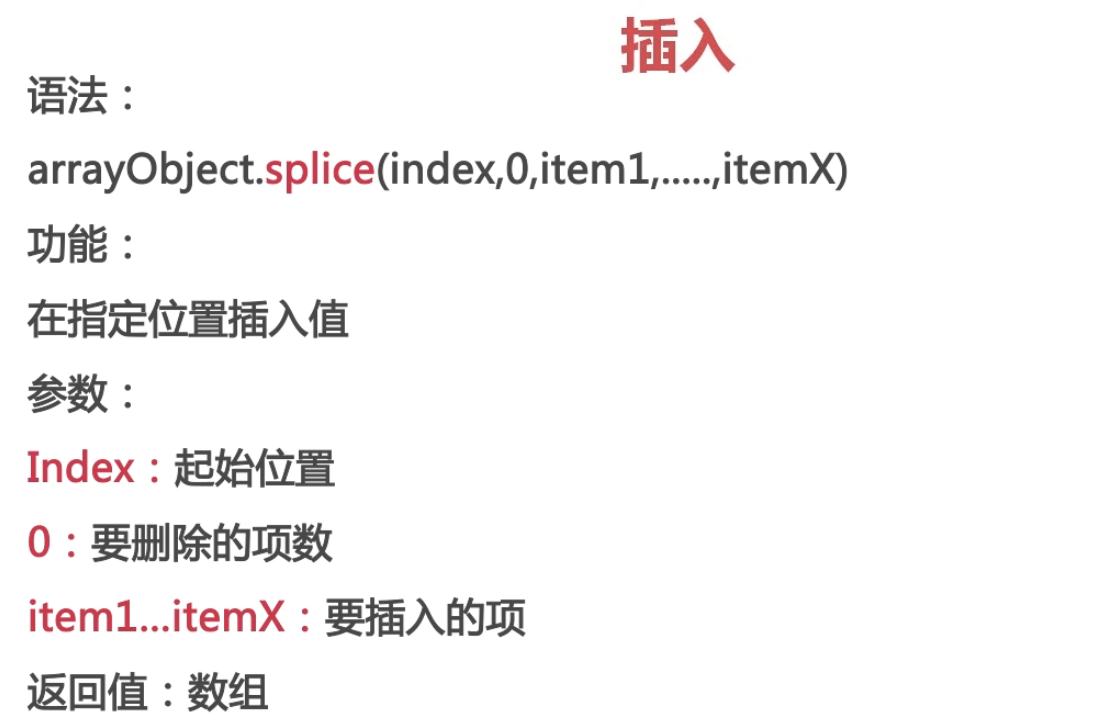 插入
语法：
arrayObject.splice(index,0,item1,.....,itemX)
功能：
在指定位置插入值
参数：
Index：起始位置
0：要删除的项数
item1...itemX：要插入的项
返回值：数组